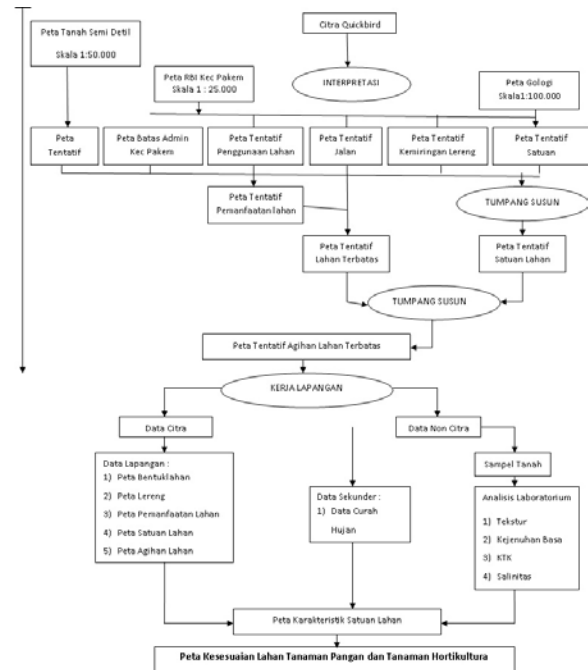 Citra Quickbird
Peta Tanah Semi Detil
Skala 1:50.000
INTERPRETASI
Peta RBI Kec Pakem
Skala 1 : 25.000
Peta Gologi
Skala1:100.000
Peta
Tentatif
Peta Batas Admin
Kec Pakem
Peta Tentatif
Penggunaan Lahan
Peta Tentatif
Jalan
Peta Tentatif
Kemiringan Lereng
Peta Tentatif
Satuan
Peta Tentatif
Pemanfaatan lahan
TUMPANG SUSUN
Peta Tentatif
Lahan Terbatas
Peta Tentatif
Satuan Lahan
TUMPANG SUSUN
Peta Tentatif Agihan Lahan Terbatas
KERJA LAPANGAN
Data Citra
Data Non Citra
Data Lapangan :
1) Peta Bentuklahan
2) Peta Lereng
3) Peta Pemanfaatan Lahan
4) Peta Satuan Lahan
5) Peta Agihan Lahan
Data Sekunder :
1) Data Curah
Hujan
Sampel Tanah
Analisis Laboratorium
1) Tekstur
2) Kejenuhan Basa
3) KTK
4) Salinitas
Peta Karakteristik Satuan Lahan
Peta Kesesuaian Lahan Tanaman Pangan dan Tanaman Hortikultura